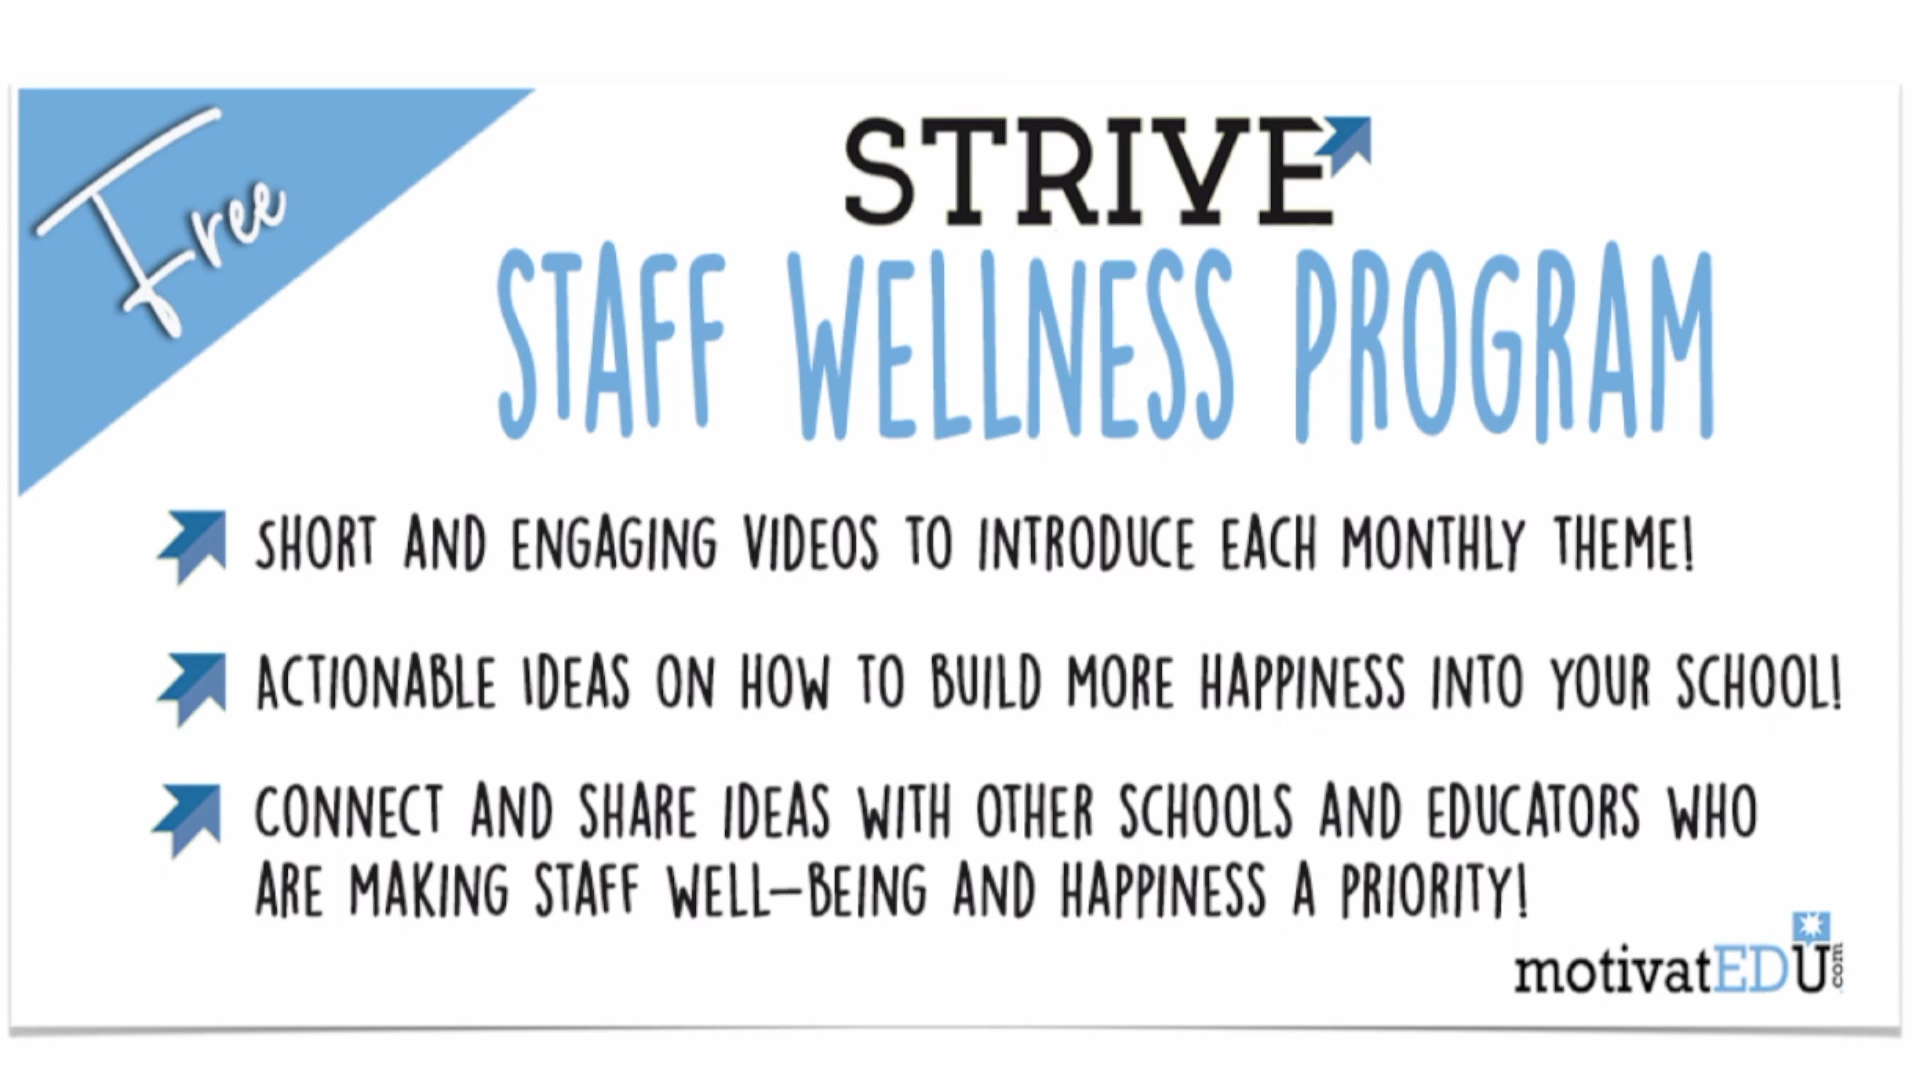 Free
STRIVE
STAFF WELLNESS PROGRAM
SHORT AND ENGAGING VIDEOS TO INTRODUCE EACH MONTHLY THEME!
ACTIONABLE IDEAS ON HOW TO BUILD MORE HAPPINESS INTO YOUR SCHOOL!
CONNECT AND SHARE IDEAS WITH OTHER SCHOOLS AND EDUCATORS WHO
ARE MAKING STAFF WELL-BEING AND HAPPINESS A PRIORITY!
motivatEDU.com